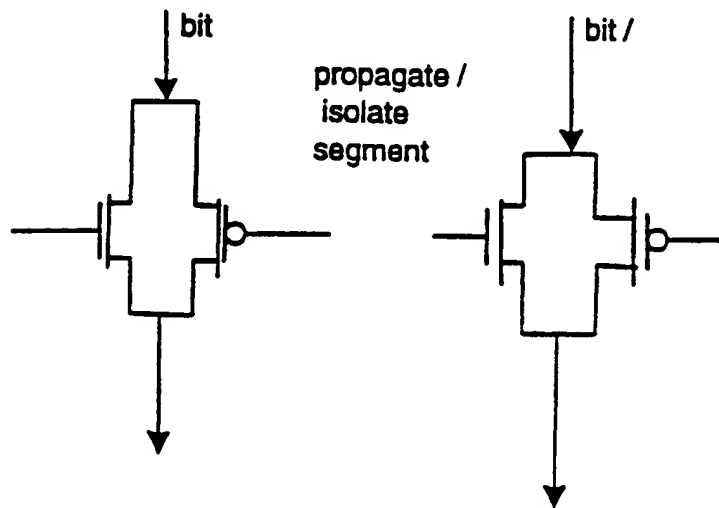 bit
propagate /
isolate
segment
bit /